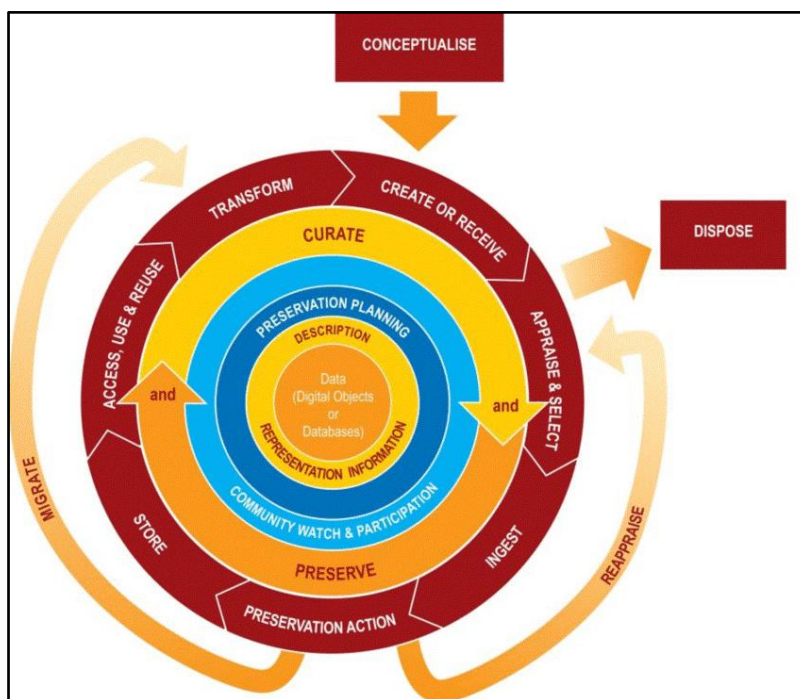 CONCEPTUALISE
DISPOSE
TRANSFORM
CREATE OR RECEIVE
APPRAISE & SELECT
INGEST
PRESERVATION ACTION
STORE
ACCESS, USE & REUSE
MIGRATE
REAPPRAISE
CURATE
and
PRESERVE
and
COMMUNITY WATCH & PARTICIPATION
PRESERVATION PLANNING
DESCRIPTION
REPRESENTATION INFORMATION
Data
(Digital Objects
or
Databases)